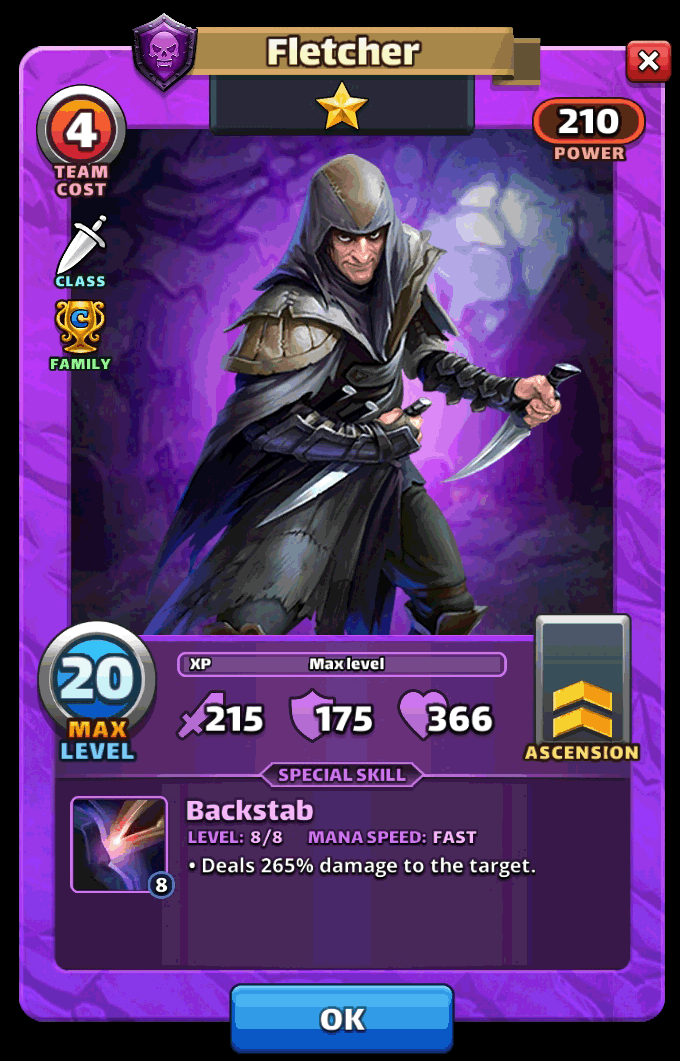 Fletcher
4
TEAM
COST
210
POWER
CLASS
C
FAMILY
20
MAX
LEVEL
XP Max level
215 175 366
ASCENSION
SPECIAL SKILL
Backstab
LEVEL: 8/8 MANA SPEED: FAST
• Deals 265% damage to the target.
8
OK